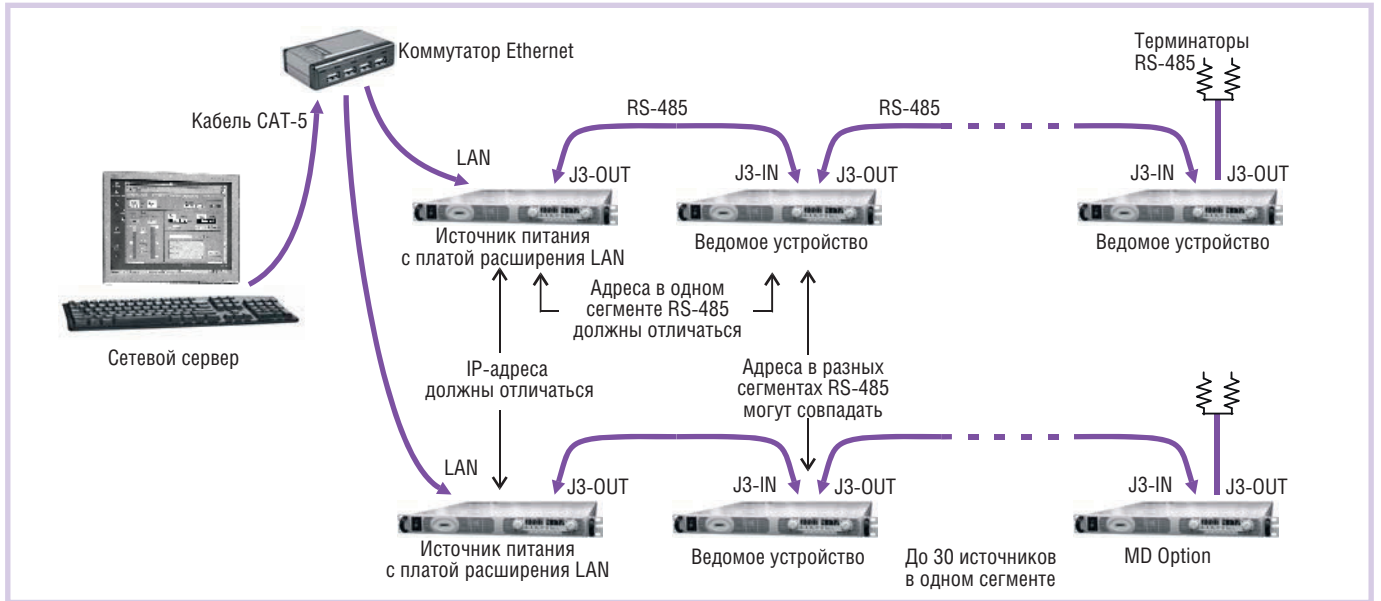 Коммутатор Ethernet
Терминаторы
RS-485
Кабель CAT-5
RS-485
RS-485
LAN
J3-OUT
J3-IN
J3-OUT
J3-IN
J3-OUT
Источник питания
с платой расширения LAN
Ведомое устройство
Ведомое устройство
Адреса в одном
сегменте RS-485
должны отличаться
Сетевой сервер
IP-адреса
должны отличаться
Адреса в разных
сегментах RS-485
могут совпадать
LAN
J3-OUT
J3-IN
J3-OUT
J3-IN
J3-OUT
Источник питания
с платой расширения LAN
Ведомое устройство
До 30 источников
в одном сегменте
MD Option